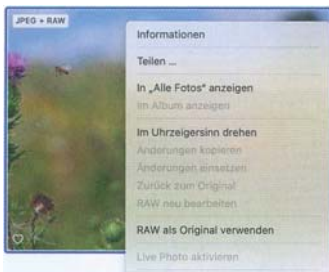 JPEG + RAW
Informationen
Teilen ...
In „Alle Fotos“ anzeigen
Im Album anzeigen
Im Uhrzeigersinn drehen
Änderungen kopieren
Änderungen einsetzen
Zurück zum Original
RAW neu bearbeiten
RAW als Original verwenden
Live Photo aktivieren